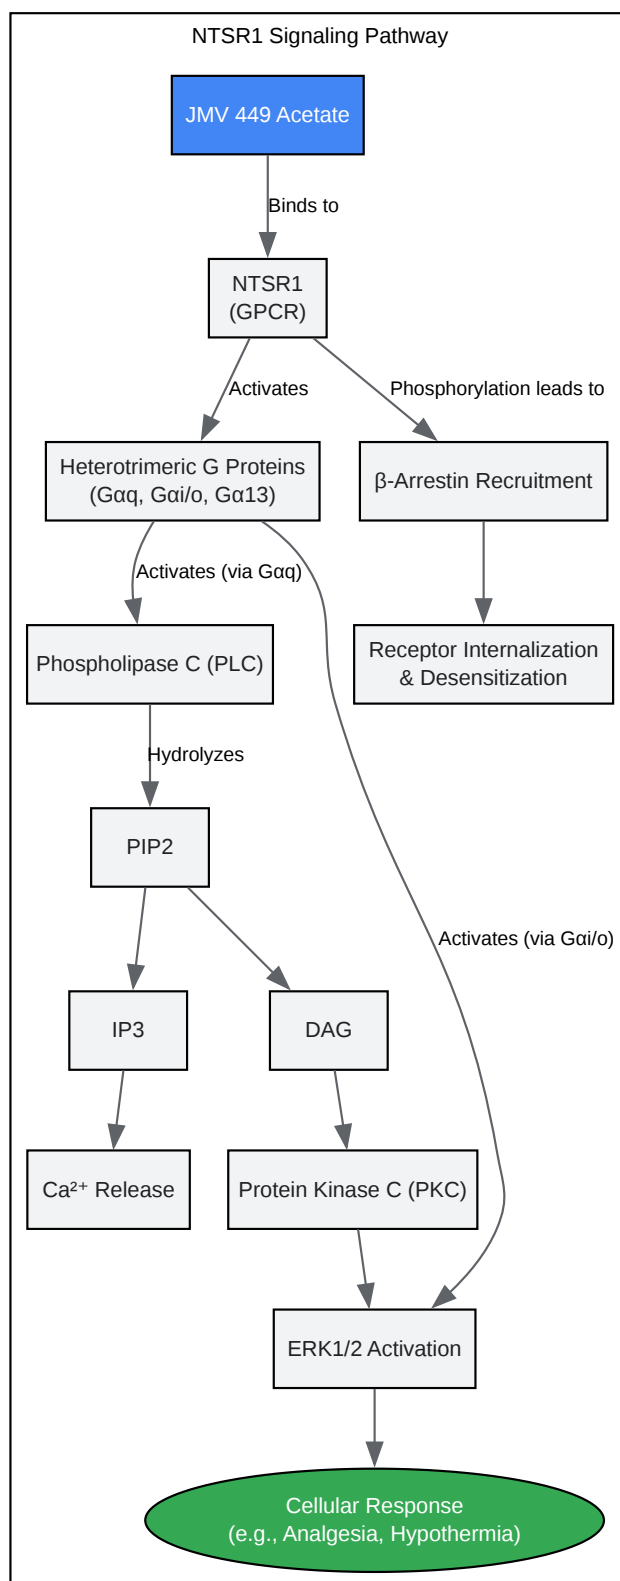 NTSR1 Signaling Pathway
JMV 449 Acetate
Binds to
NTSR1
(GPCR)
Activates
Phosphorylation leads to
Heterotrimeric G Proteins
(Gαq, Gαi/o, Gα13)
β-Arrestin Recruitment
Activates (via Gαq)
Phospholipase C (PLC)
Receptor Internalization
& Desensitization
Hydrolyzes
PIP2
Activates (via Gαi/o)
IP3
DAG
Ca²⁺ Release
Protein Kinase C (PKC)
ERK1/2 Activation
Cellular Response
(e.g., Analgesia, Hypothermia)